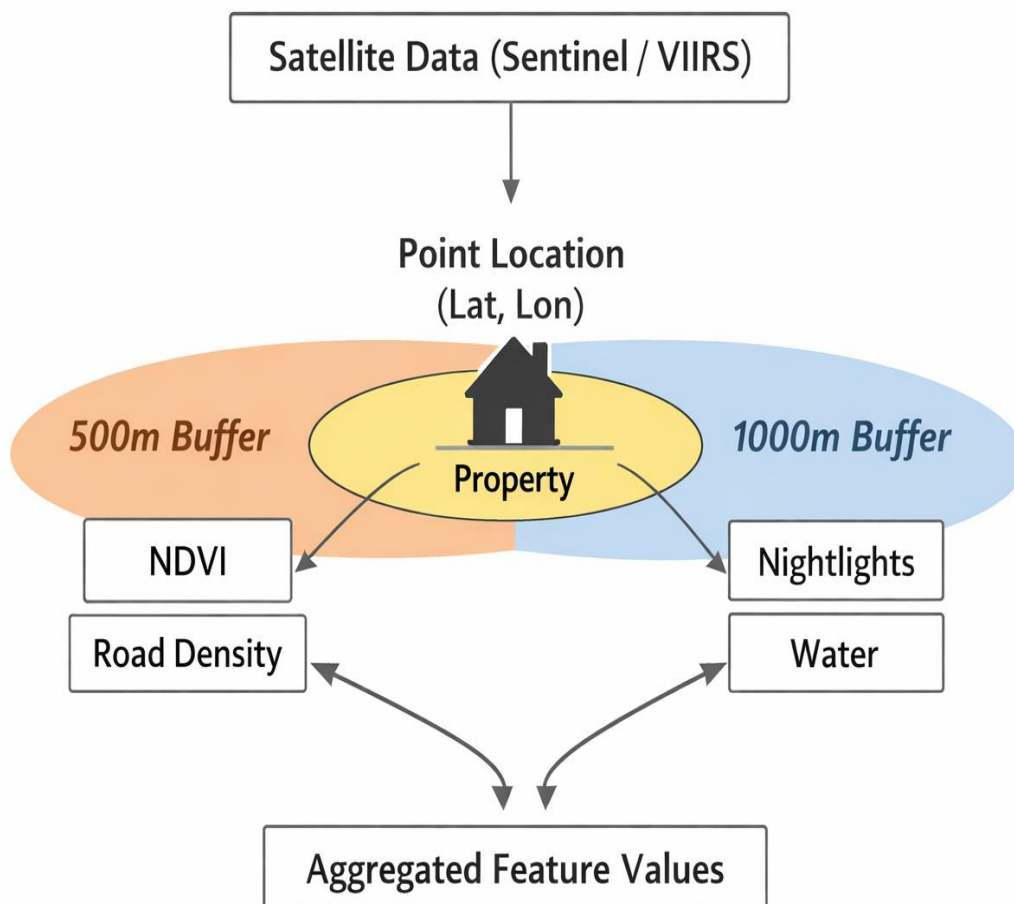 Satellite Data (Sentinel / VIIRS)
Point Location
(Lat, Lon)
500m Buffer
1000m Buffer
Property
NDVI
Nightlights
Road Density
Water
Aggregated Feature Values